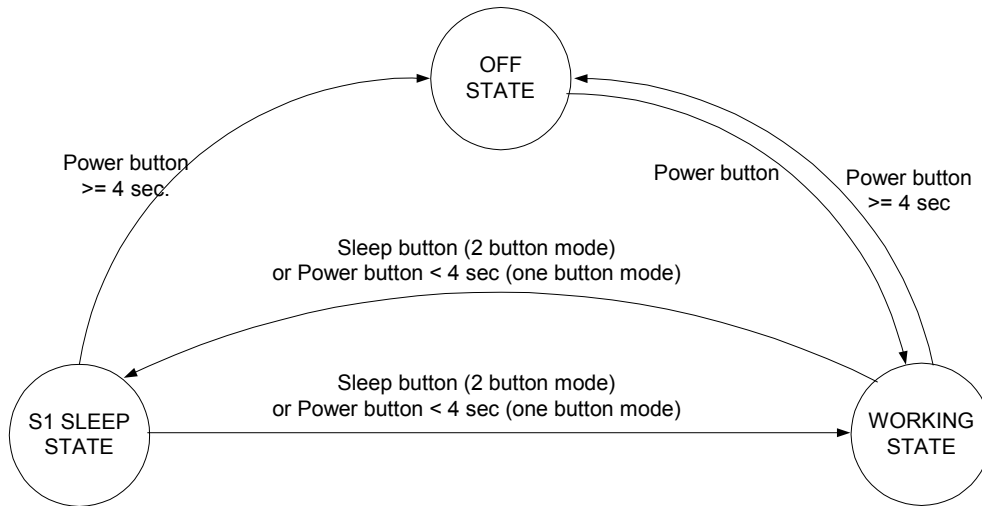 OFF
STATE
Power button
>= 4 sec.
Power button
Power button
>= 4 sec
Sleep button (2 button mode)
or Power button < 4 sec (one button mode)
Sleep button (2 button mode)
or Power button < 4 sec (one button mode)
S1 SLEEP
STATE
WORKING
STATE